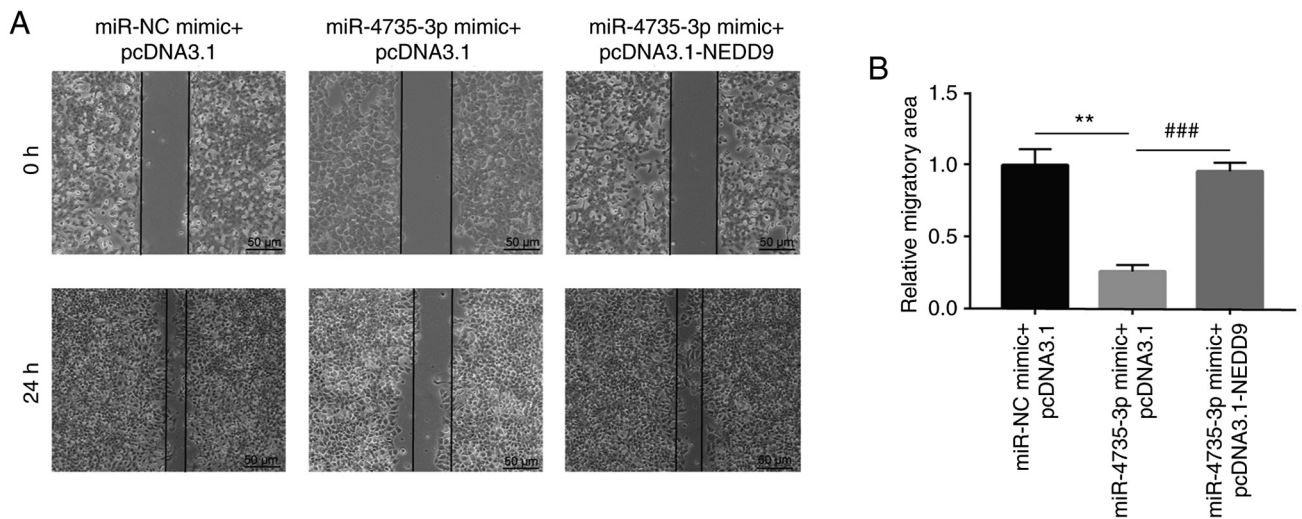 A
miR-NC mimic+
pcDNA3.1
miR-4735-3p mimic+
pcDNA3.1
miR-4735-3p mimic+
pcDNA3.1-NEDD9
0 h
50 µm
50 µm
50 µm
24 h
50 µm
50 µm
50 µm
B
Relative migratory area
1.5
1.0
0.5
0.0
**
###
miR-NC mimic+
pcDNA3.1
miR-4735-3p mimic+
pcDNA3.1
miR-4735-3p mimic+
pcDNA3.1-NEDD9